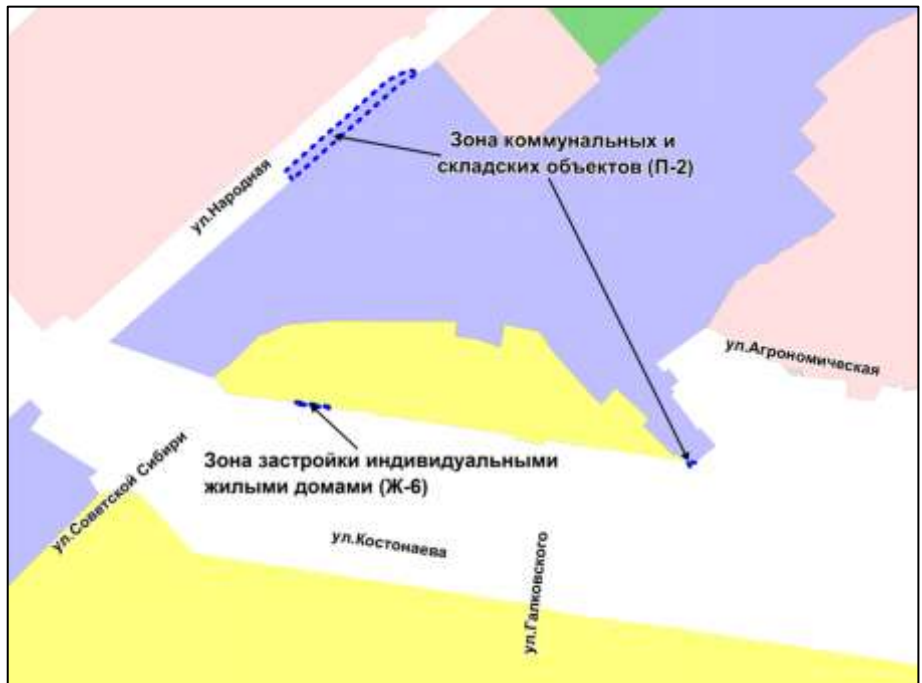 Зона коммунальных и
складских объектов (П-2)
ул.Народная
ул.Агрономическая
Зона застройки индивидуальными
жилыми домами (Ж-6)
ул.Советской Сибири
ул.Костонаева
ул.Галковского